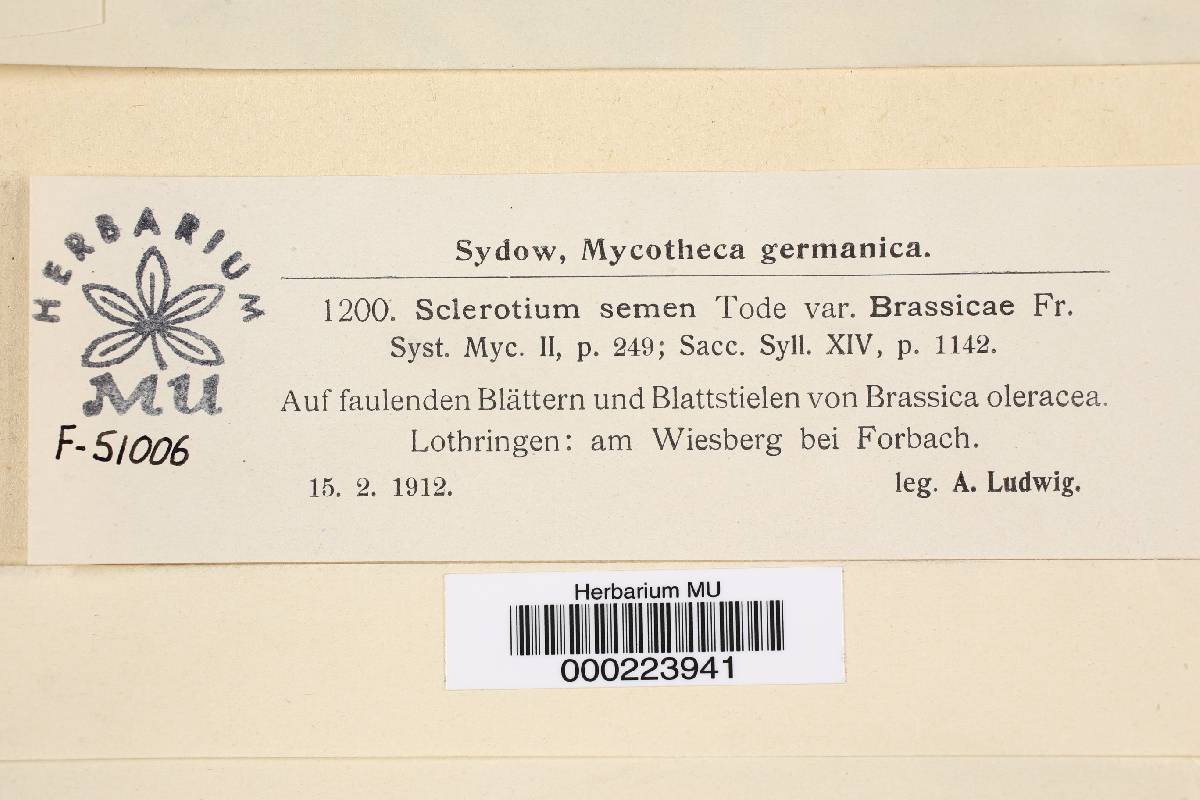 HERBARIUM
MU
F-51006
Sydow, Mycotheca germanica.
1200. Sclerotium semen Tode var. Brassicae Fr.
Syst. Myc. II, p. 249; Sacc. Syll. XIV, p. 1142.
Auf faulenden Blättern und Blattstielen von Brassica oleracea.
Lothringen: am Wiesberg bei Forbach.
15. 2. 1912. leg. A. Ludwig.
Herbarium MU
000223941